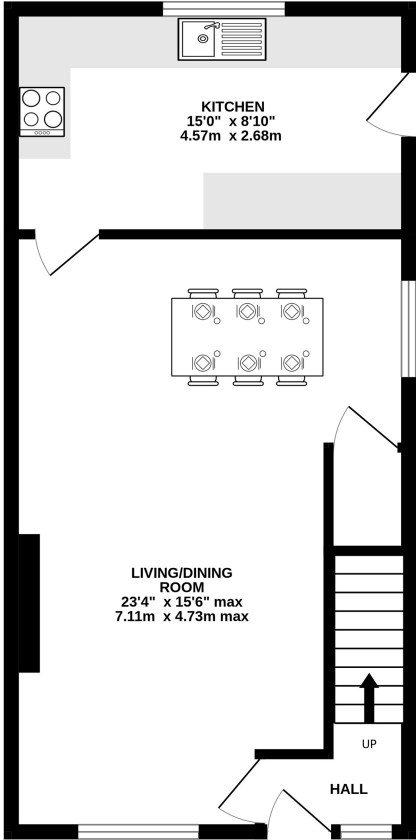 KITCHEN
15'0" x 8'10"
4.57m x 2.68m
LIVING/DINING
ROOM
23'4" x 15'6" max
7.11m x 4.73m max
UP
HALL